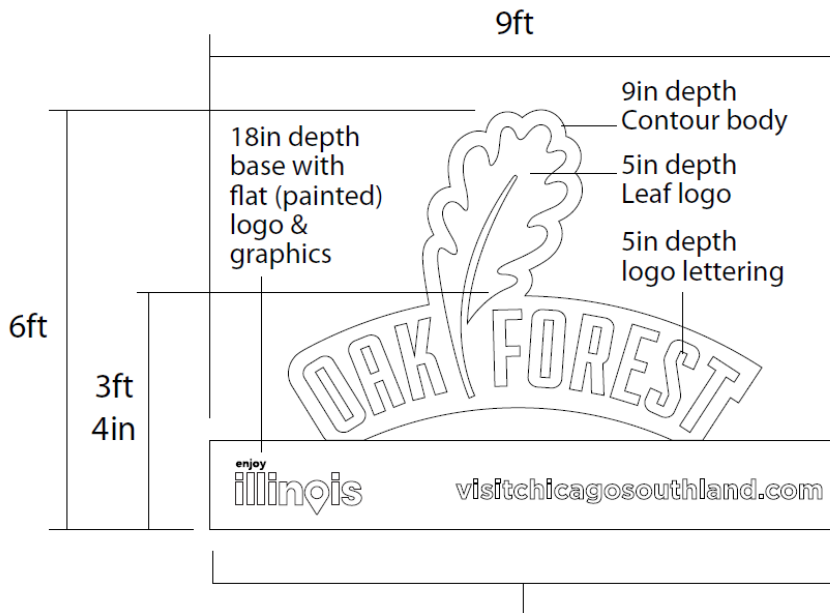 9ft
9in depth
Contour body
18in depth
base with
flat (painted)
logo &
graphics
5in depth
Leaf logo
5in depth
logo lettering
6ft
3ft
4in
OAK FOREST
enjoy
illinois
visitchicagosouthland.com